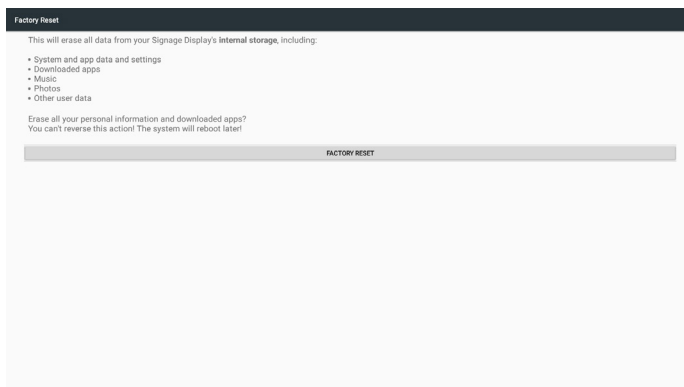 Factory Reset
This will erase all data from your Signage Display's internal storage, including:
• System and app data and settings
• Downloaded apps
• Music
• Photos
• Other user data
Erase all your personal information and downloaded apps?
You can't reverse this action! The system will reboot later!
FACTORY RESET